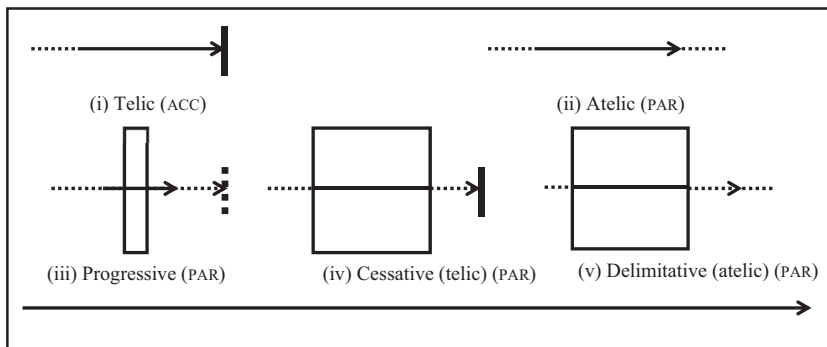 (i) Telic (ACC)
(ii) Atelic (PAR)
(iii) Progressive (PAR)
(iv) Cessative (telic) (PAR)
(v) Delimitative (atelic) (PAR)